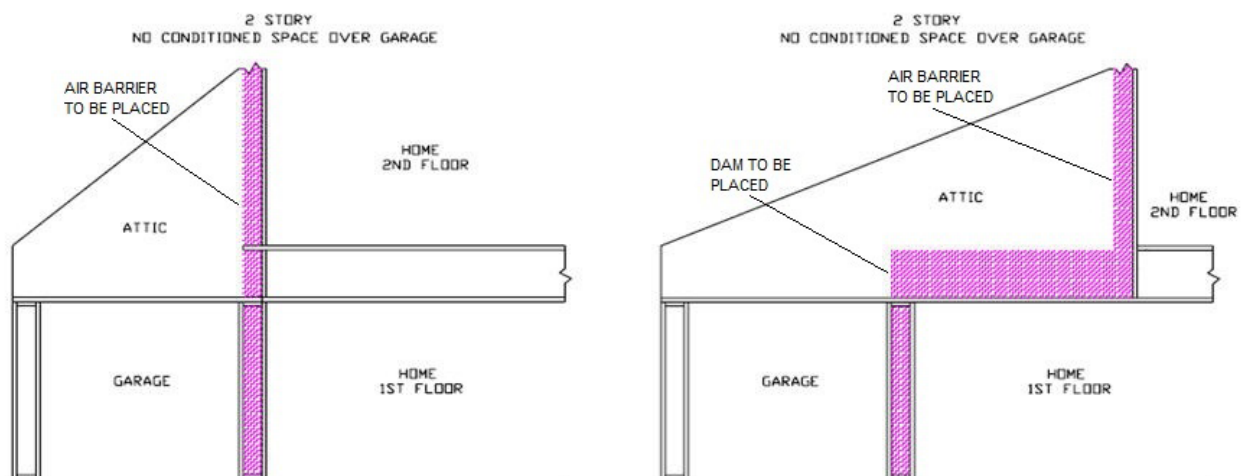 2 STORY
NO CONDITIONED SPACE OVER GARAGE
AIR BARRIER
TO BE PLACED
HOME
2ND FLOOR
ATTIC
GARAGE
HOME
1ST FLOOR
2 STORY
NO CONDITIONED SPACE OVER GARAGE
AIR BARRIER
TO BE PLACED
DAM TO BE
PLACED
ATTIC
HOME
2ND FLOOR
GARAGE
HOME
1ST FLOOR